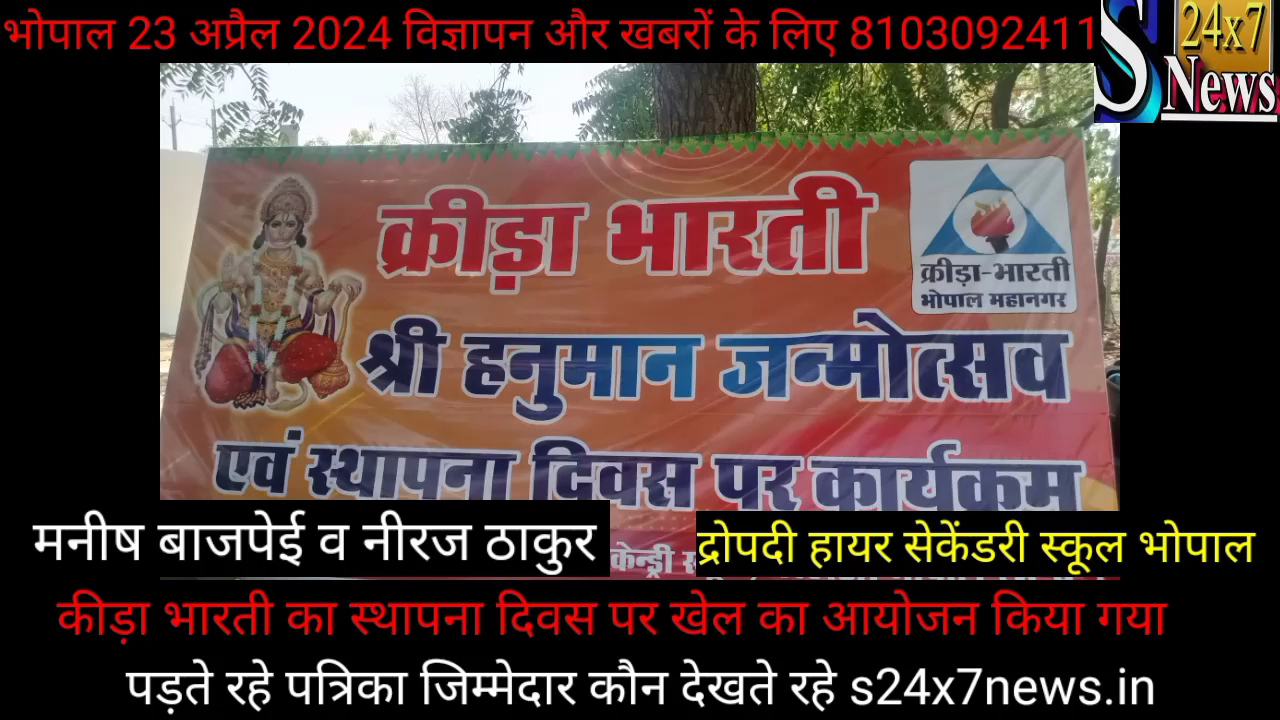 भोपाल 23 अप्रैल 2024 विज्ञापन और खबरों के लिए 8103092411
S 24x7 News
क्रीड़ा भारती
क्रीड़ा-भारती
भोपाल महानगर
श्री हनुमान जन्मोत्सव
एवं स्थापना दिवस पर कार्यक्रम
मनीष बाजपेई व नीरज ठाकुर
द्रोपदी हायर सेकेंडरी स्कूल भोपाल
कीड़ा भारती का स्थापना दिवस पर खेल का आयोजन किया गया
पड़ते रहे पत्रिका जिम्मेदार कौन देखते रहे s24x7news.in